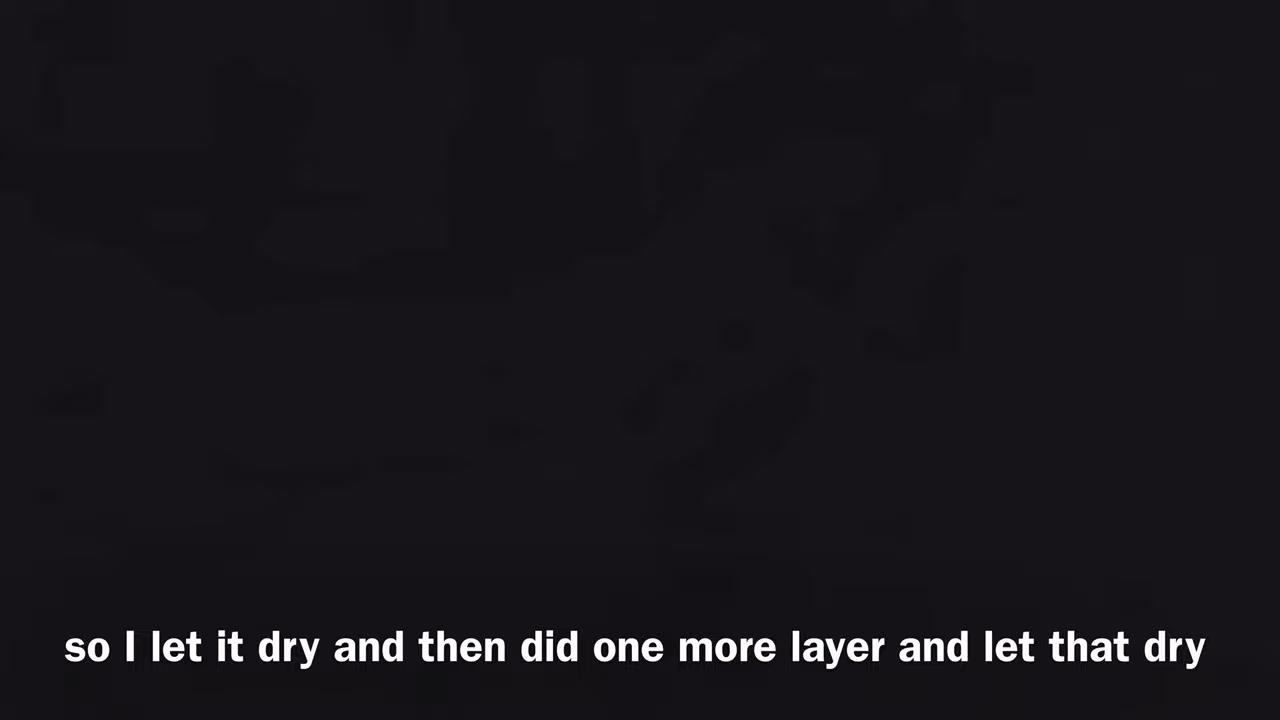 so I let it dry and then did one more layer and let that dry